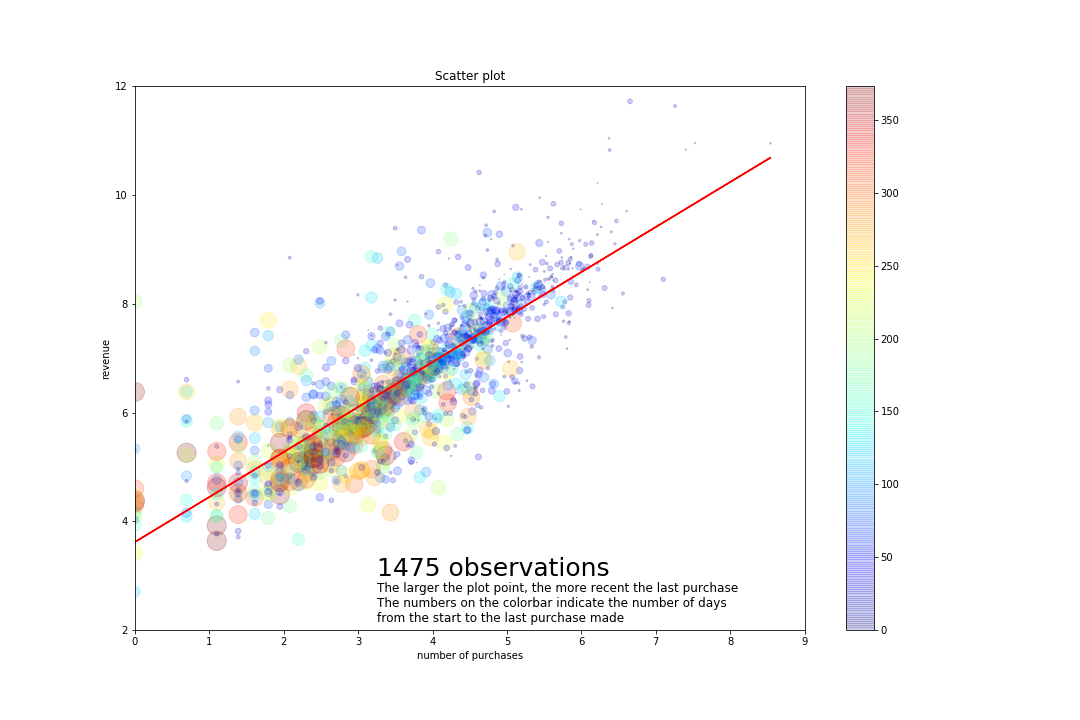 Scatter plot
12
10
8
6
4
2
revenue
0 1 2 3 4 5 6 7 8 9
number of purchases
1475 observations
The larger the plot point, the more recent the last purchase
The numbers on the colorbar indicate the number of days
from the start to the last purchase made
350
300
250
200
150
100
50
0